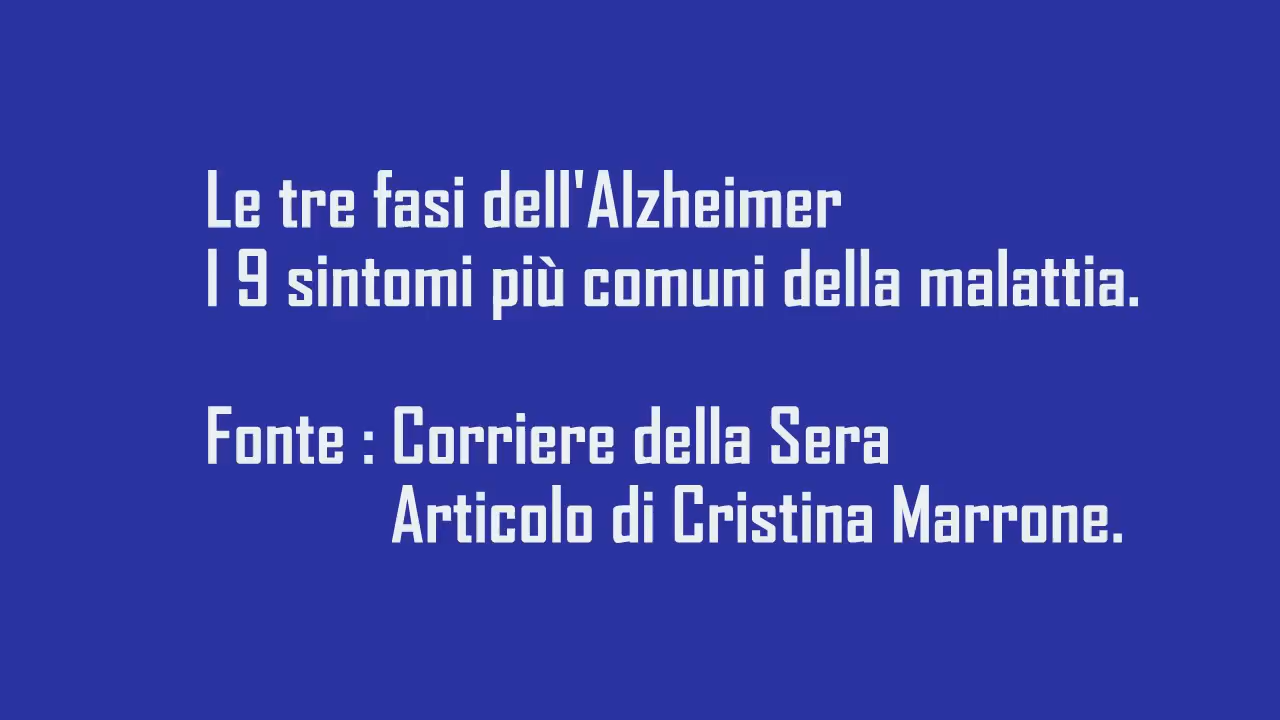 Le tre fasi dell'Alzheimer
I 9 sintomi più comuni della malattia.
Fonte : Corriere della Sera
Articolo di Cristina Marrone.